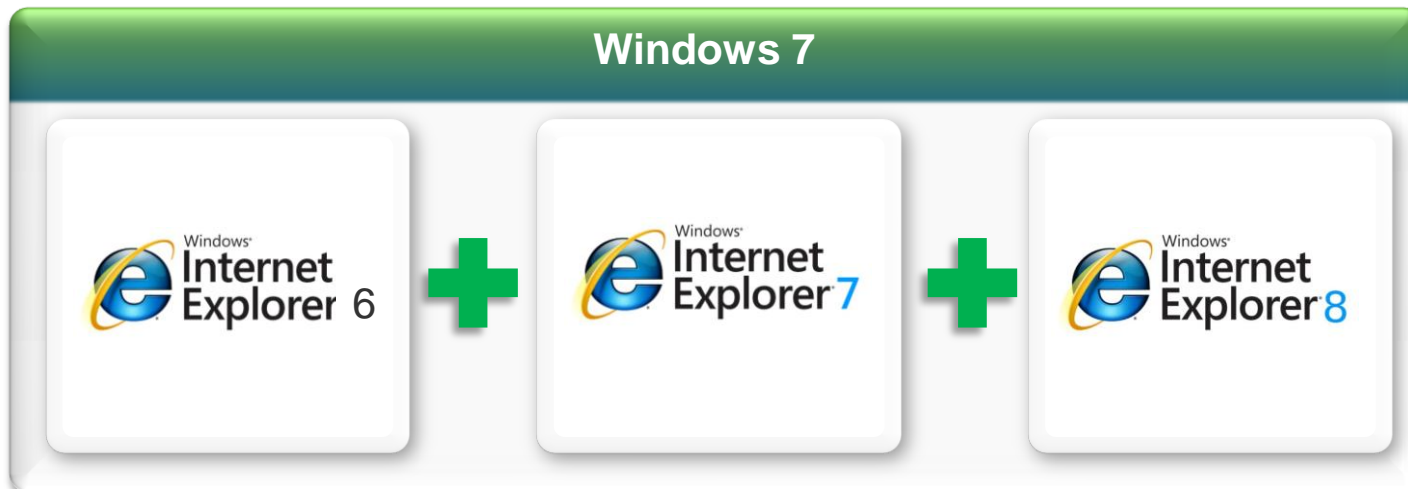 Windows 7
Windows
Internet
Explorer 6
Windows
Internet
Explorer 7
Windows
Internet
Explorer 8